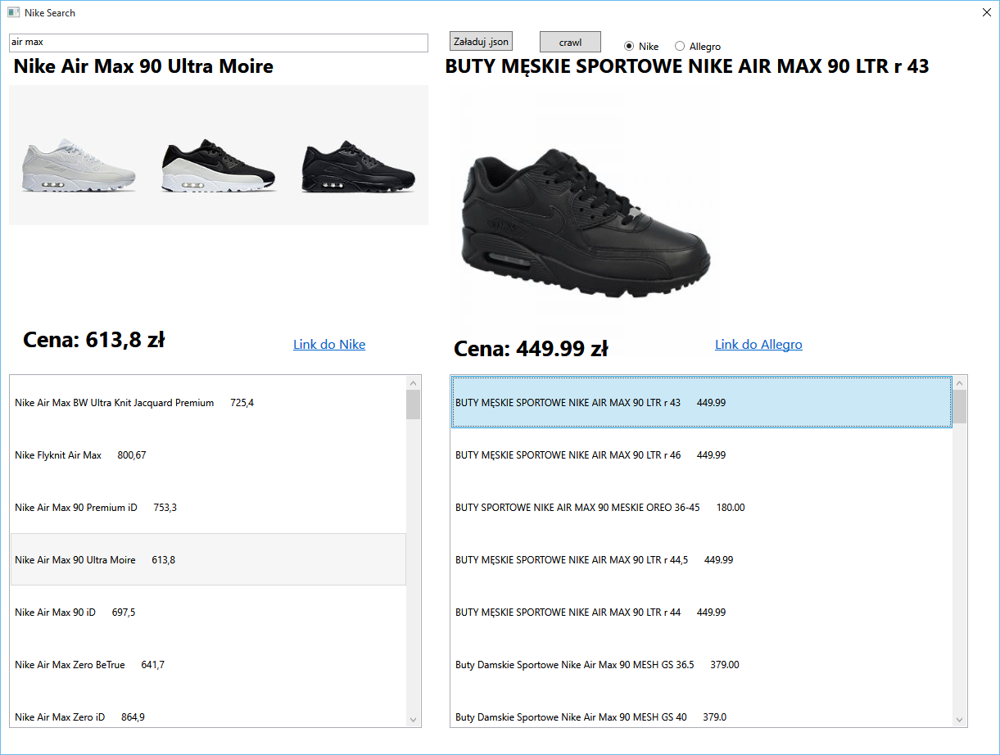 Nike Search
air max
Załaduj .json
crawl
Nike
Allegro
Nike Air Max 90 Ultra Moire
BUTY MĘSKIE SPORTOWE NIKE AIR MAX 90 LTR r 43
Cena: 613,8 zł
Link do Nike
Cena: 449.99 zł
Link do Allegro
Nike Air Max BW Ultra Knit Jacquard Premium 725,4
Nike Flyknit Air Max 800,67
Nike Air Max 90 Premium iD 753,3
Nike Air Max 90 Ultra Moire 613,8
Nike Air Max 90 iD 697,5
Nike Air Max Zero BeTrue 641,7
Nike Air Max Zero iD 864,9
BUTY MĘSKIE SPORTOWE NIKE AIR MAX 90 LTR r 43 449.99
BUTY MĘSKIE SPORTOWE NIKE AIR MAX 90 LTR r 46 449.99
BUTY SPORTOWE NIKE AIR MAX 90 MESKIE OREO 36-45 180.00
BUTY MĘSKIE SPORTOWE NIKE AIR MAX 90 LTR r 44,5 449.99
BUTY MĘSKIE SPORTOWE NIKE AIR MAX 90 LTR r 44 449.99
Buty Damskie Sportowe Nike Air Max 90 MESH GS 36.5 379.00
Buty Damskie Sportowe Nike Air Max 90 MESH GS 40 379.0